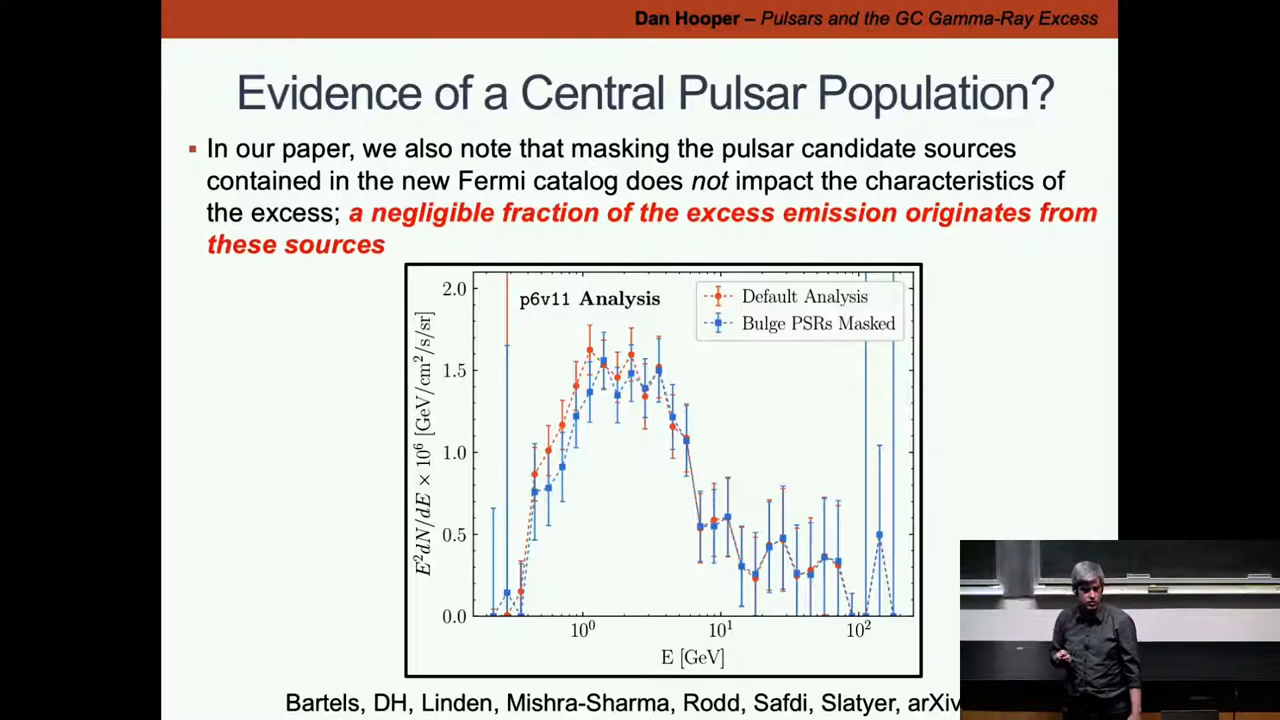 Dan Hooper – Pulsars and the GC Gamma-Ray Excess
Evidence of a Central Pulsar Population?
▪ In our paper, we also note that masking the pulsar candidate sources
contained in the new Fermi catalog does not impact the characteristics of
the excess; a negligible fraction of the excess emission originates from
these sources
p6v11 Analysis
Default Analysis
Bulge PSRs Masked
2.0
1.5
1.0
0.5
0.0
E²dN/dE × 10⁶ [GeV/cm²/s/sr]
10⁰
10¹
10²
E [GeV]
Bartels, DH, Linden, Mishra-Sharma, Rodd, Safdi, Slatyer, arXiv